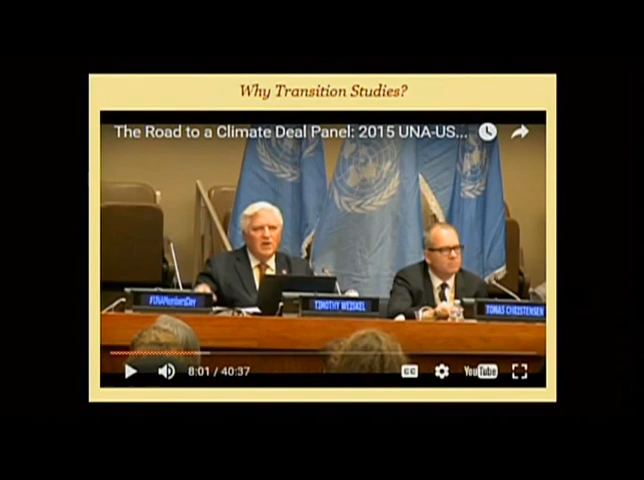 Why Transition Studies?
The Road to a Climate Deal Panel: 2015 UNA-US...
#UNAMembersDay
TIMOTHY WEISKEL
TOMAS CHRISTENSEN
8:01 / 40:37
CC
YouTube